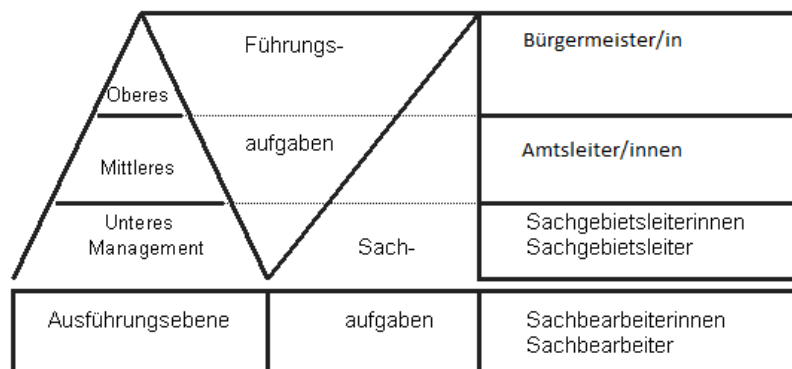 Führungs-
Bürgermeister/in
Oberes
aufgaben
Amtsleiter/innen
Mittleres
Unteres
Management
Sach-
Sachgebietsleiterinnen
Sachgebietsleiter
Ausführungsebene
aufgaben
Sachbearbeiterinnen
Sachbearbeiter